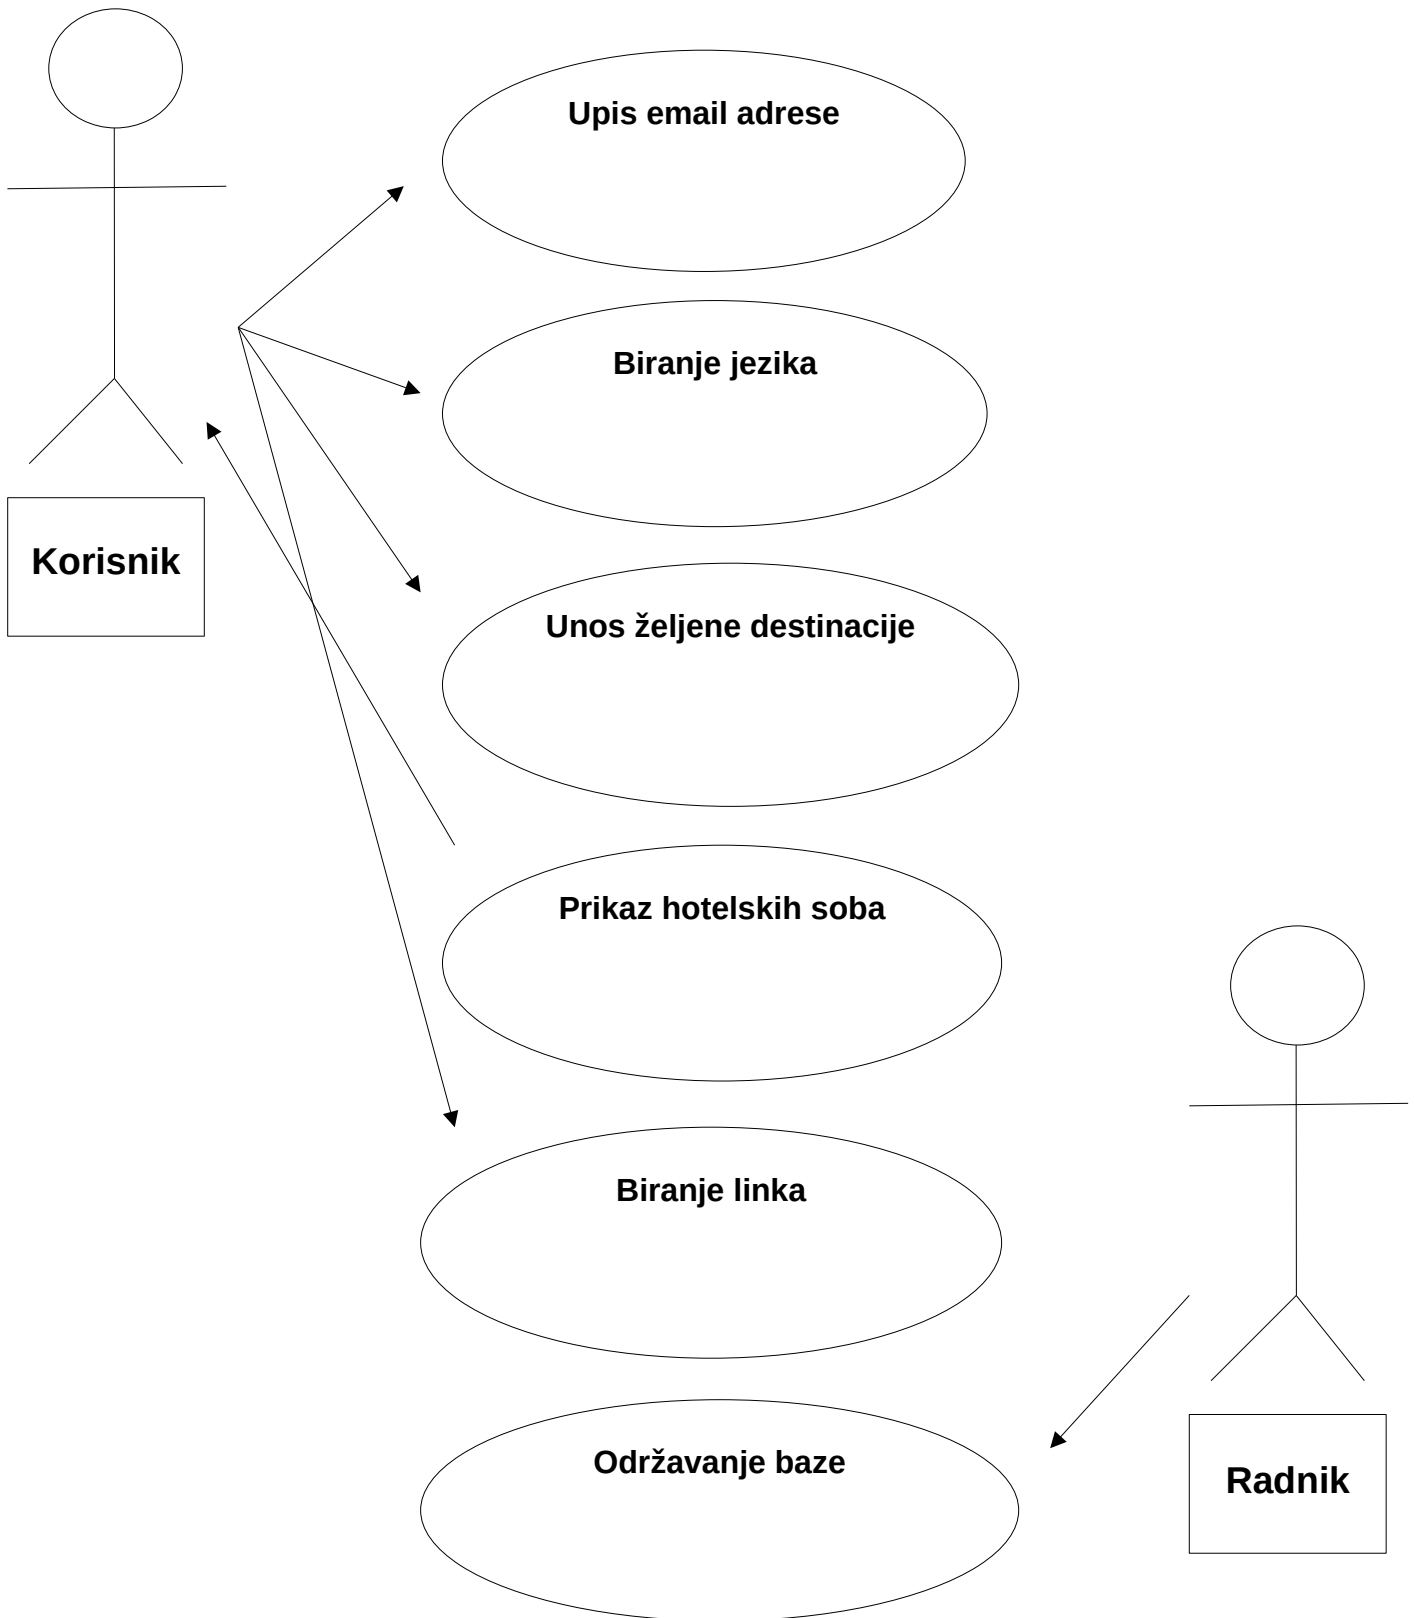 Upis email adrese
Biranje jezika
Korisnik
Unos željene destinacije
Prikaz hotelskih soba
Biranje linka
Održavanje baze
Radnik